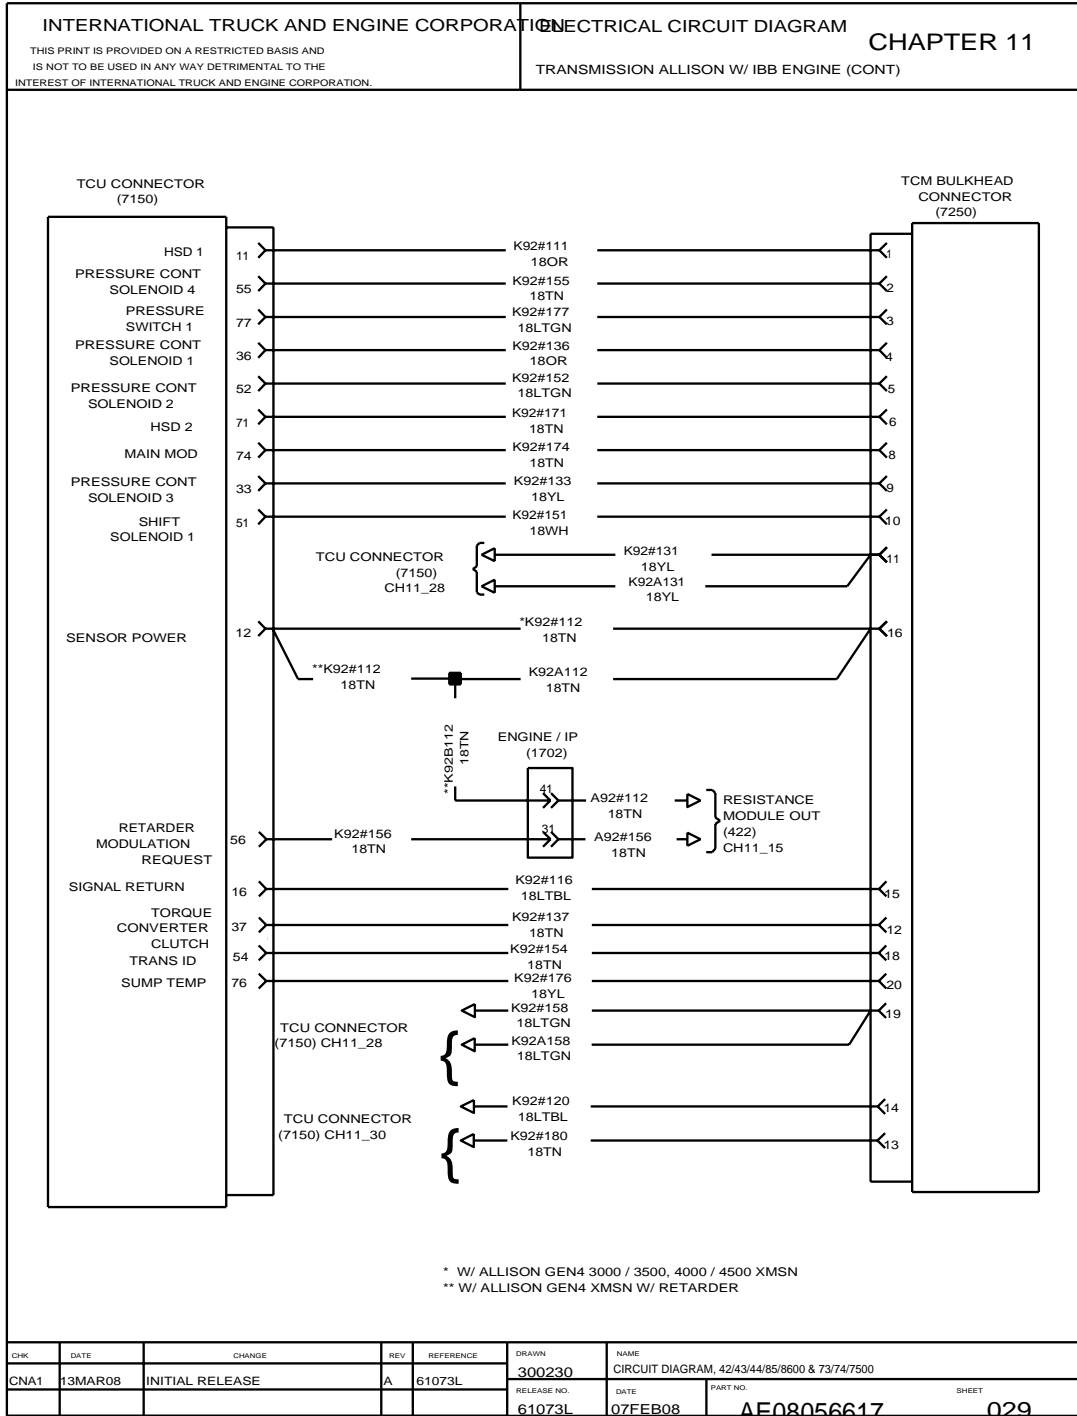 INTERNATIONAL TRUCK AND ENGINE CORPORATION
THIS PRINT IS PROVIDED ON A RESTRICTED BASIS AND
IS NOT TO BE USED IN ANY WAY DETRIMENTAL TO THE
INTEREST OF INTERNATIONAL TRUCK AND ENGINE CORPORATION.
ELECTRICAL CIRCUIT DIAGRAM
CHAPTER 11
TRANSMISSION ALLISON W/ IBB ENGINE (CONT)
TCU CONNECTOR
(7150)
TCM BULKHEAD
CONNECTOR
(7250)
HSD 1 11 K92#111 1
18OR
PRESSURE CONT
SOLENOID 4 55 K92#155 2
18TN
PRESSURE
SWITCH 1 77 K92#177 3
18LTGN
PRESSURE CONT
SOLENOID 1 36 K92#136 4
18OR
PRESSURE CONT
SOLENOID 2 52 K92#152 5
18LTGN
HSD 2 71 K92#171 6
18TN
MAIN MOD 74 K92#174 8
18TN
PRESSURE CONT
SOLENOID 3 33 K92#133 9
18YL
SHIFT
SOLENOID 1 51 K92#151 10
18WH
TCU CONNECTOR
(7150)
CH11_28
K92#131 11
18YL
K92A131
18YL
SENSOR POWER 12 *K92#112 16
18TN
**K92#112
18TN
K92A112
18TN
**K92B112
18TN
ENGINE / IP
(1702)
41 A92#112
18TN
RESISTANCE
MODULE OUT
(422)
CH11_15
RETARDER
MODULATION
REQUEST
56 K92#156
18TN
31 A92#156
18TN
SIGNAL RETURN 16 K92#116 15
18LTBL
TORQUE
CONVERTER
CLUTCH
37 K92#137 12
18TN
TRANS ID 54 K92#154 18
18TN
SUMP TEMP 76 K92#176 20
18YL
TCU CONNECTOR
(7150) CH11_28
K92#158 19
18LTGN
K92A158
18LTGN
TCU CONNECTOR
(7150) CH11_30
K92#120 14
18LTBL
K92#180 13
18TN
* W/ ALLISON GEN4 3000 / 3500, 4000 / 4500 XMSN
** W/ ALLISON GEN4 XMSN W/ RETARDER
CHK DATE CHANGE REV REFERENCE
CNA1 13MAR08 INITIAL RELEASE A 61073L
DRAWN
300230
NAME
CIRCUIT DIAGRAM, 42/43/44/85/8600 & 73/74/7500
RELEASE NO.
61073L
DATE
07FEB08
PART NO.
AE08056617
SHEET
029